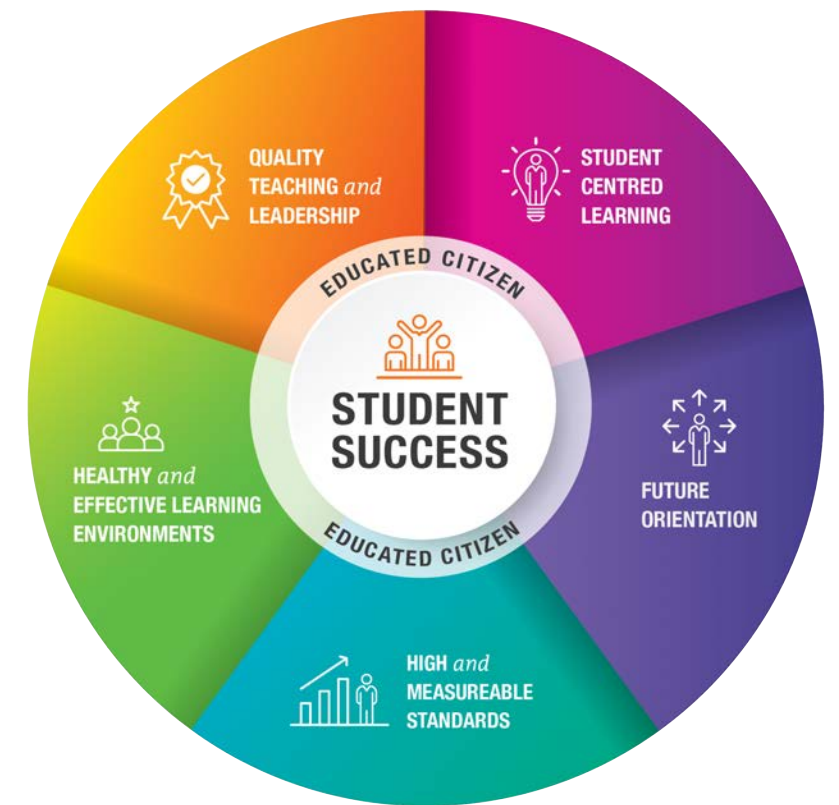 QUALITY
TEACHING and
LEADERSHIP
STUDENT
CENTRED
LEARNING
EDUCATED CITIZEN
STUDENT
SUCCESS
EDUCATED CITIZEN
HEALTHY and
EFFECTIVE LEARNING
ENVIRONMENTS
FUTURE
ORIENTATION
HIGH and
MEASUREABLE
STANDARDS